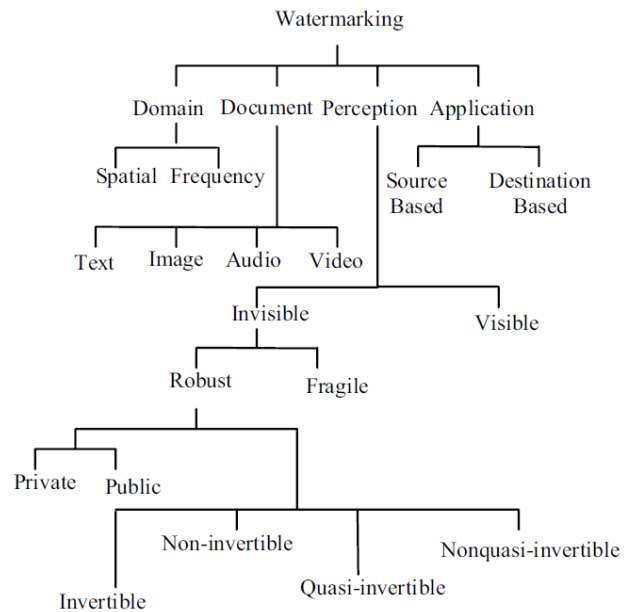 Watermarking
Domain Document Perception Application
Spatial Frequency
Source
Based
Destination
Based
Text Image Audio Video
Invisible
Visible
Robust Fragile
Private Public
Non-invertible
Nonquasi-invertible
Invertible
Quasi-invertible